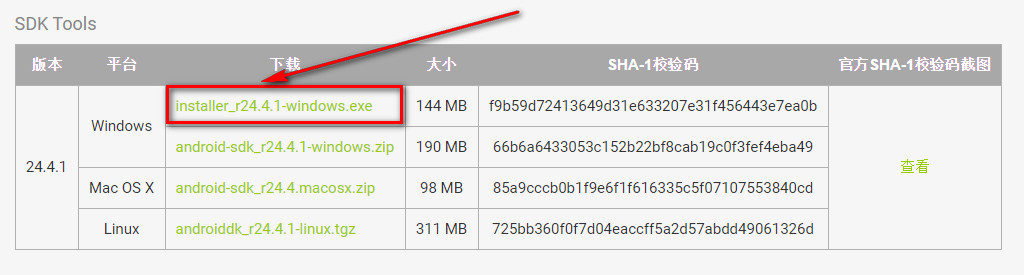 SDK Tools
版本 平台 下载 大小 SHA-1校验码 官方SHA-1校验码截图
24.4.1 Windows installer_r24.4.1-windows.exe 144 MB f9b59d72413649d31e633207e31f456443e7ea0b 查看
android-sdk_r24.4.1-windows.zip 190 MB 66b6a6433053c152b22bf8cab19c0f3fef4eba49
Mac OS X android-sdk_r24.4.macosx.zip 98 MB 85a9cccb0b1f9e6f1f616335c5f07107553840cd
Linux androiddk_r24.4.1-linux.tgz 311 MB 725bb360f0f7d04eaccff5a2d57abdd49061326d